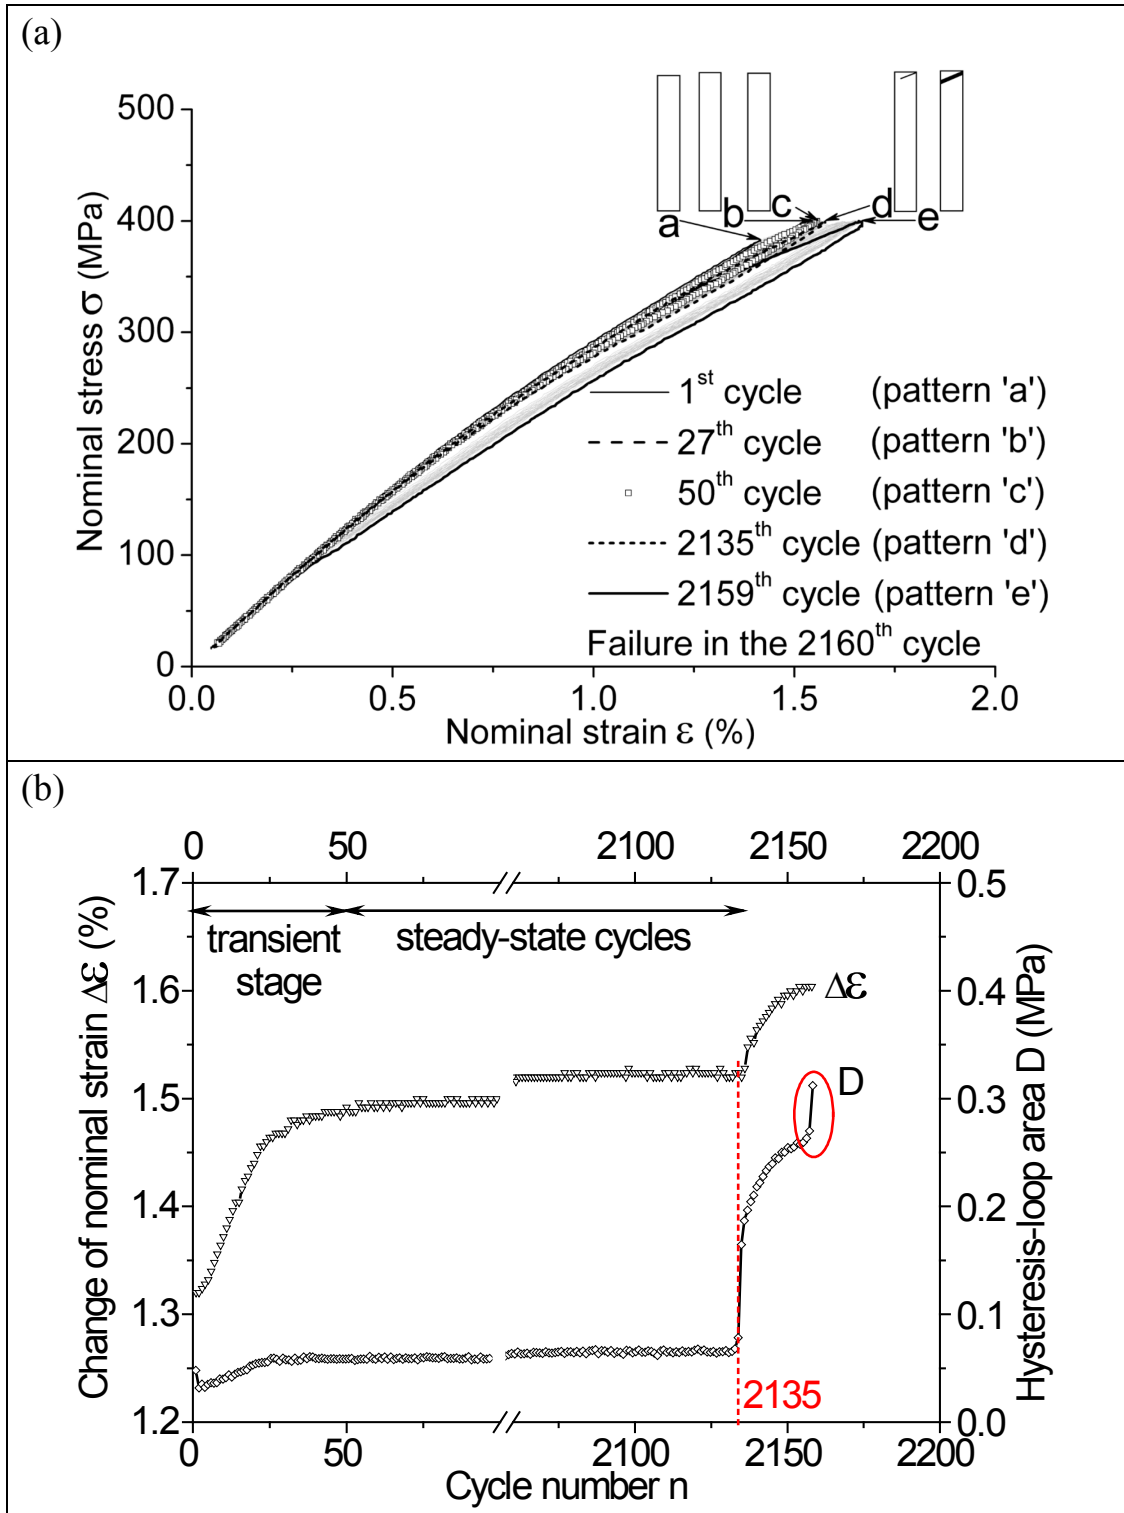 (a)
500
400
300
200
100
0
Nominal stress σ (MPa)
a
b
c
d
e
1st cycle (pattern 'a')
27th cycle (pattern 'b')
50th cycle (pattern 'c')
2135th cycle (pattern 'd')
2159th cycle (pattern 'e')
Failure in the 2160th cycle
0.0 0.5 1.0 1.5 2.0
Nominal strain ε (%)
(b)
0 50 2100 2150 2200
1.7
1.6
1.5
1.4
1.3
1.2
Change of nominal strain Δε (%)
transient
stage
steady-state cycles
Δε
D
2135
0.5
0.4
0.3
0.2
0.1
0.0
Hysteresis-loop area D (MPa)
0 50 2100 2150 2200
Cycle number n